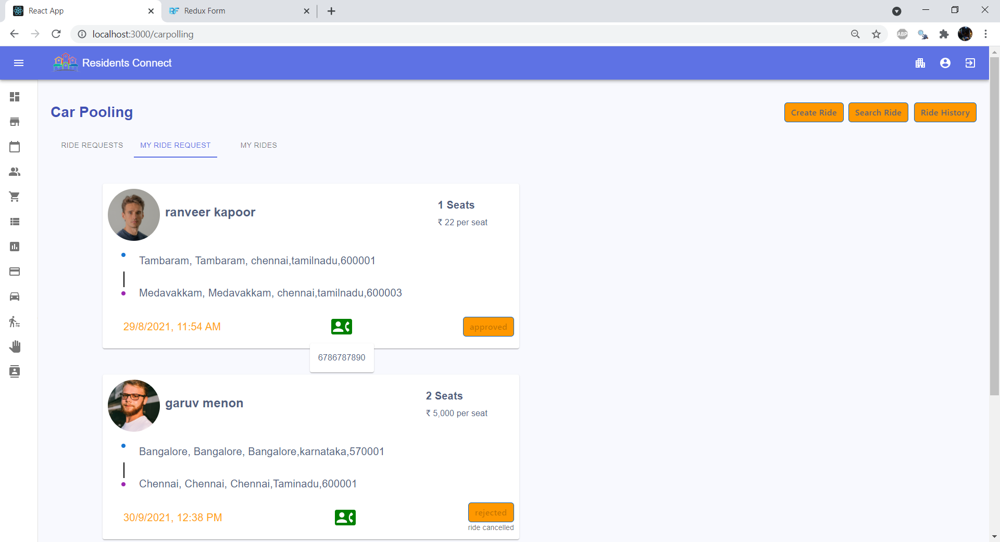 React App
Redux Form
localhost:3000/carpolling
ABP
Residents Connect
Car Pooling
Create Ride
Search Ride
Ride History
RIDE REQUESTS
MY RIDE REQUEST
MY RIDES
ranveer kapoor
1 Seats
₹ 22 per seat
Tambaram, Tambaram, chennai,tamilnadu,600001
Medavakkam, Medavakkam, chennai,tamilnadu,600003
29/8/2021, 11:54 AM
approved
6786787890
garuv menon
2 Seats
₹ 5,000 per seat
Bangalore, Bangalore, Bangalore,karnataka,570001
Chennai, Chennai, Chennai,Taminadu,600001
30/9/2021, 12:38 PM
rejected
ride cancelled